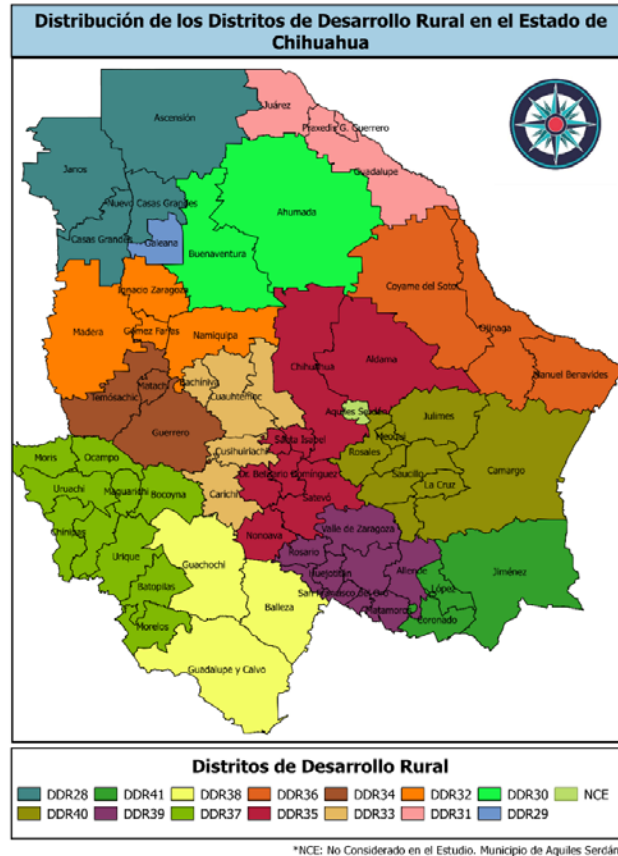 Distribución de los Distritos de Desarrollo Rural en el Estado de
Chihuahua
Juárez
Ascensión
Praxedis G. Guerrero
Guadalupe
Janos
Nuevo Casas Grandes
Ahumada
Casas Grandes
Galeana
Buenaventura
Coyame del Sotol
Ignacio Zaragoza
Ojinaga
Madera
Gómez Farías
Namiquipa
Chihuahua
Aldama
Manuel Benavides
Matachí
Bachíniva
Temósachic
Cuauhtémoc
Aquiles Serdán
Julimes
Guerrero
Santa Isabel
Meoqui
Moris
Ocampo
Cusihuiriachi
Rosales
Camargo
Uruachi
Maguarichi
Bocoyna
Dr. Belisario Domínguez
Saucillo
La Cruz
Carichí
Satevó
Chínipas
Valle de Zaragoza
Nonoava
Urique
Guachochi
Rosario
Allende
Jiménez
Huejotitán
Batopilas
San Francisco del Oro
López
Balleza
Matamoros
Coronado
Morelos
Guadalupe y Calvo
Distritos de Desarrollo Rural
DDR28 DDR41 DDR38 DDR36 DDR34 DDR32 DDR30 NCE
DDR40 DDR39 DDR37 DDR35 DDR33 DDR31 DDR29
*NCE: No Considerado en el Estudio. Municipio de Aquiles Serdán